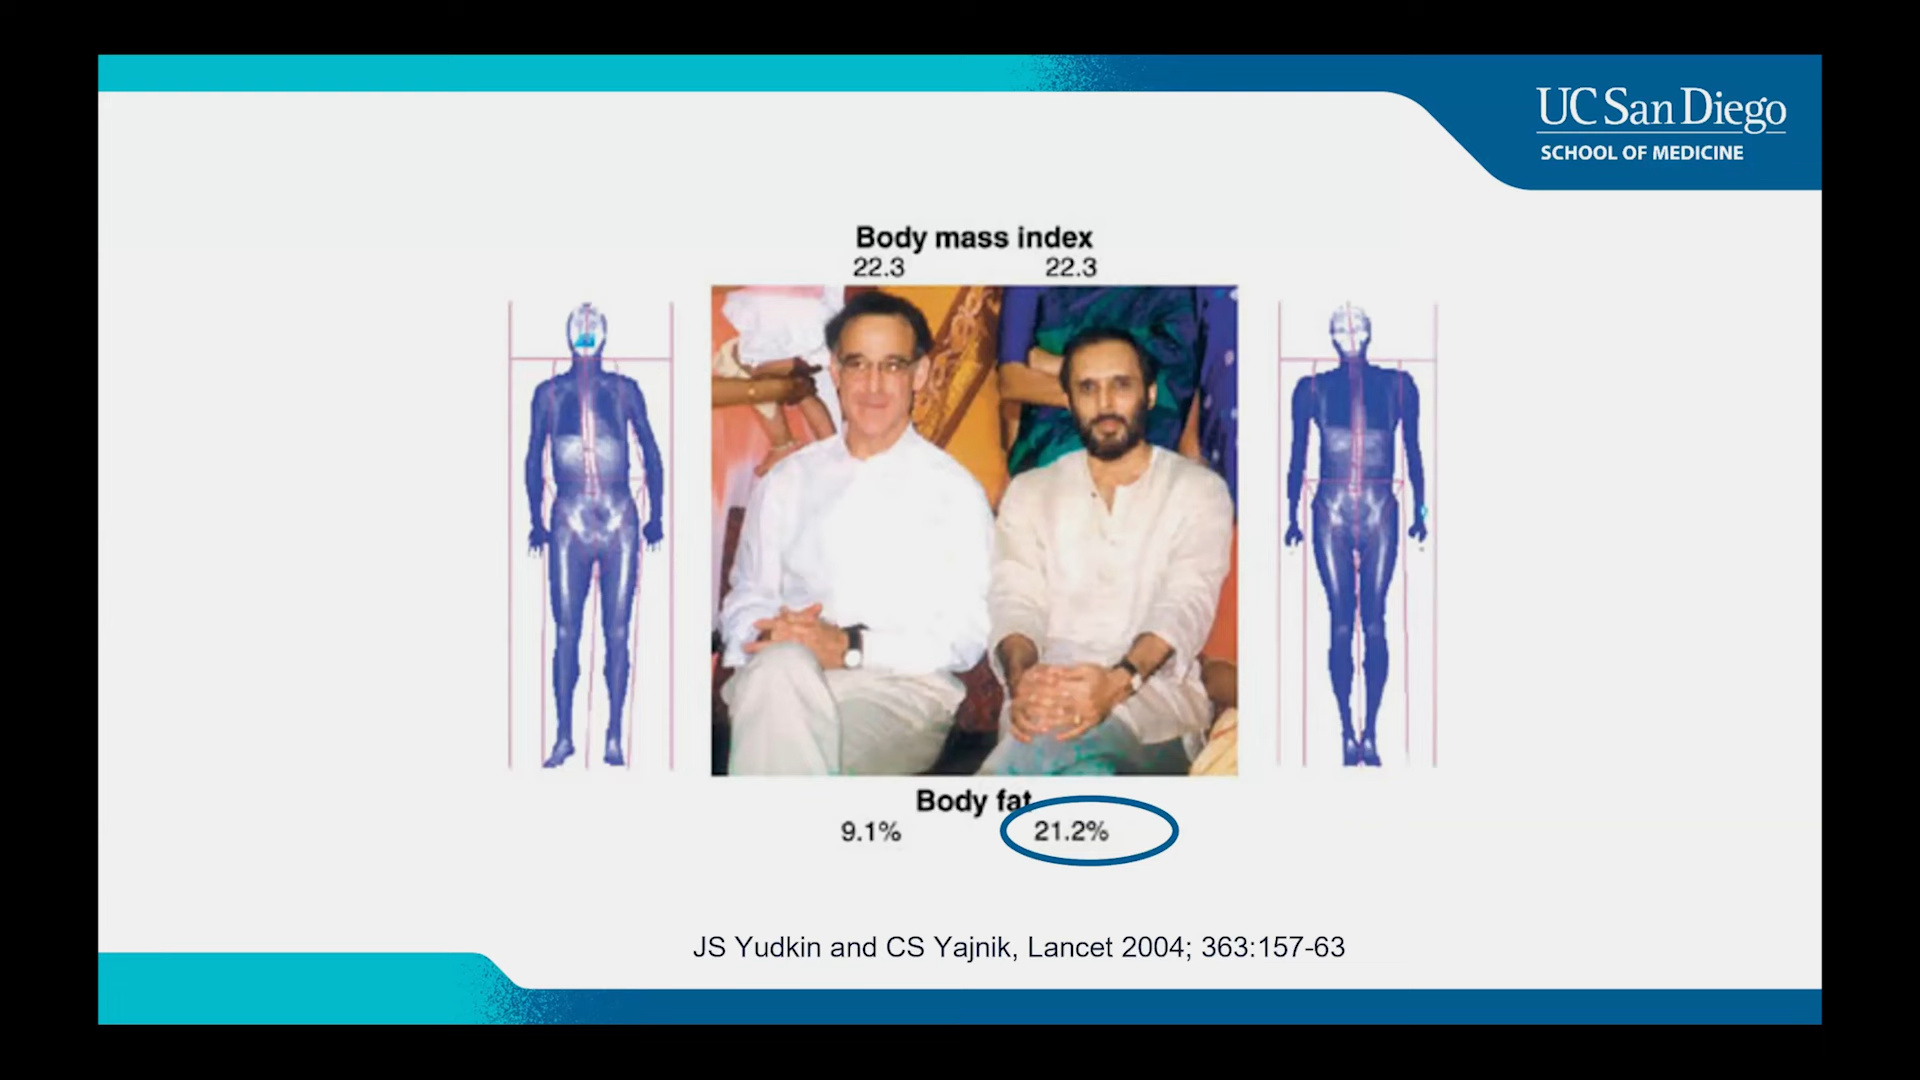 UC San Diego
SCHOOL OF MEDICINE
Body mass index
22.3 22.3
Body fat
9.1% 21.2%
JS Yudkin and CS Yajnik, Lancet 2004; 363:157-63